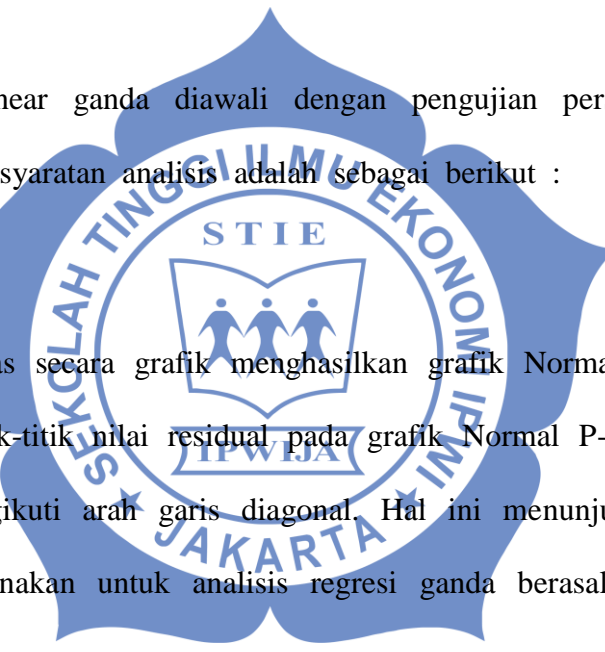 near ganda diawali dengan pengujian per
syaratan analisis adalah sebagai berikut :
SEKOLAH TINGGI ILMU EKONOMI IPWI
STIE
as secara grafik menghasilkan grafik Norma
k-titik nilai residual pada grafik Normal P-
IPWIJA
gikuti arah garis diagonal. Hal ini menunju
JAKARTA
nakan untuk analisis regresi ganda berasal